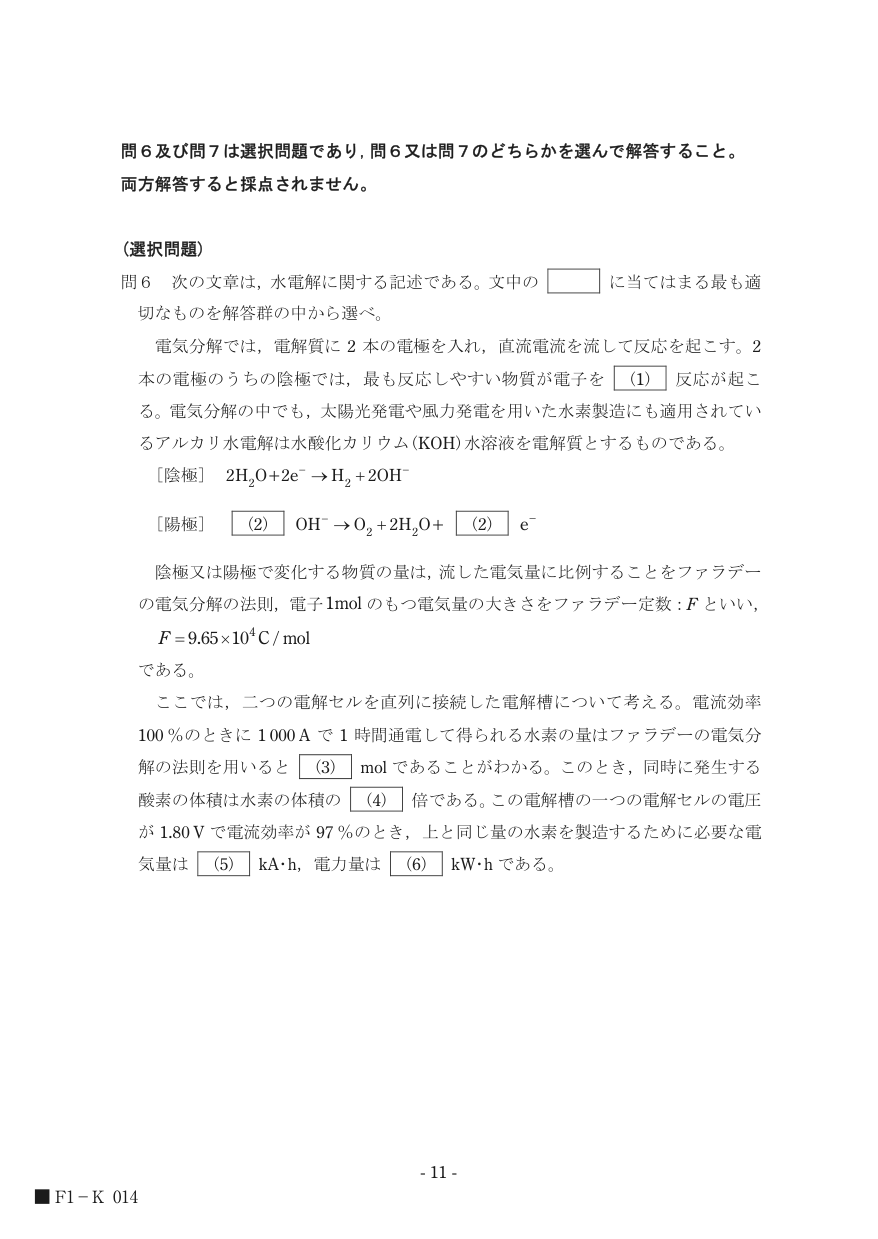 問６及び問７は選択問題であり，問６又は問７のどちらかを選んで解答すること。
両方解答すると採点されません。
（選択問題）
問６　次の文章は，水電解に関する記述である。文中の　　　　に当てはまる最も適
切なものを解答群の中から選べ。
電気分解では，電解質に 2 本の電極を入れ，直流電流を流して反応を起こす。2
本の電極のうちの陰極では，最も反応しやすい物質が電子を (1) 反応が起こ
る。電気分解の中でも，太陽光発電や風力発電を用いた水素製造にも適用されてい
るアルカリ水電解は水酸化カリウム(KOH)水溶液を電解質とするものである。
［陰極］ 2H₂O+2e⁻ → H₂ + 2OH⁻
［陽極］ (2) OH⁻ → O₂ + 2H₂O+ (2) e⁻
陰極又は陽極で変化する物質の量は，流した電気量に比例することをファラデー
の電気分解の法則，電子1molのもつ電気量の大きさをファラデー定数：F といい，
F = 9.65×10⁴ C / mol
である。
ここでは，二つの電解セルを直列に接続した電解槽について考える。電流効率
100 %のときに 1 000 A で 1 時間通電して得られる水素の量はファラデーの電気分
解の法則を用いると (3) mol であることがわかる。このとき，同時に発生する
酸素の体積は水素の体積の (4) 倍である。この電解槽の一つの電解セルの電圧
が 1.80 V で電流効率が 97 %のとき，上と同じ量の水素を製造するために必要な電
気量は (5) kA･h，電力量は (6) kW･h である。
- 11 -
■ F1－K 014